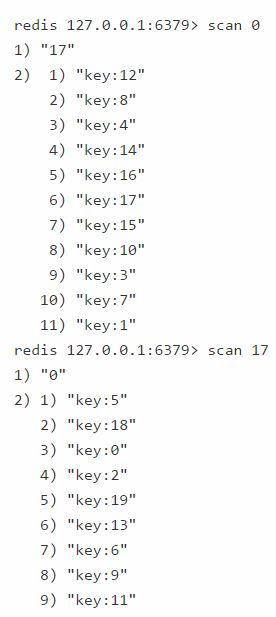 redis 127.0.0.1:6379> scan 0
1) "17"
2)  1) "key:12"
    2) "key:8"
    3) "key:4"
    4) "key:14"
    5) "key:16"
    6) "key:17"
    7) "key:15"
    8) "key:10"
    9) "key:3"
   10) "key:7"
   11) "key:1"
redis 127.0.0.1:6379> scan 17
1) "0"
2) 1) "key:5"
   2) "key:18"
   3) "key:0"
   4) "key:2"
   5) "key:19"
   6) "key:13"
   7) "key:6"
   8) "key:9"
   9) "key:11"